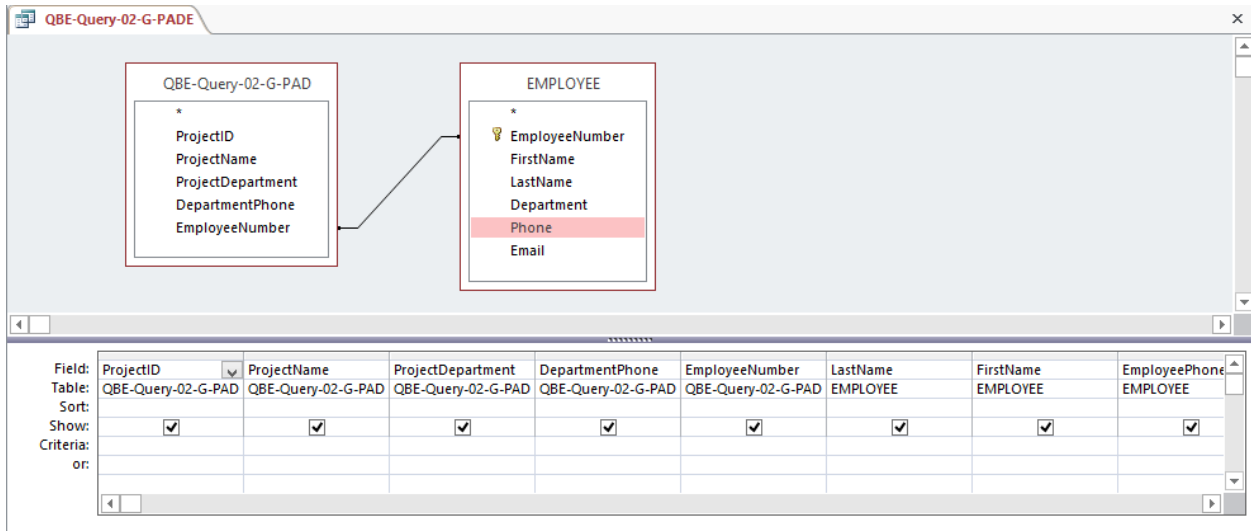 QBE-Query-02-G-PADE
QBE-Query-02-G-PAD
*
ProjectID
ProjectName
ProjectDepartment
DepartmentPhone
EmployeeNumber
EMPLOYEE
*
EmployeeNumber
FirstName
LastName
Department
Phone
Email
Field: ProjectID ProjectName ProjectDepartment DepartmentPhone EmployeeNumber LastName FirstName EmployeePhone
Table: QBE-Query-02-G-PAD QBE-Query-02-G-PAD QBE-Query-02-G-PAD QBE-Query-02-G-PAD QBE-Query-02-G-PAD EMPLOYEE EMPLOYEE EMPLOYEE
Sort:
Show:
Criteria:
or: